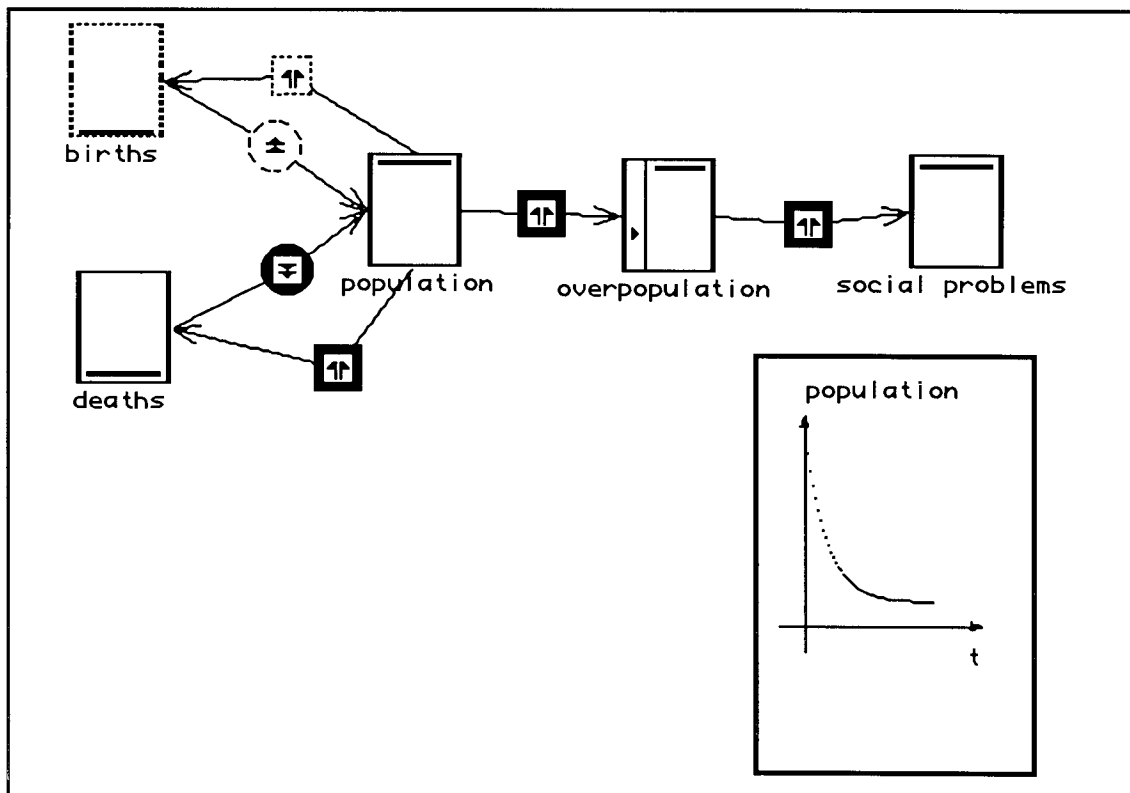 births
population
overpopulation
social problems
deaths
population
t